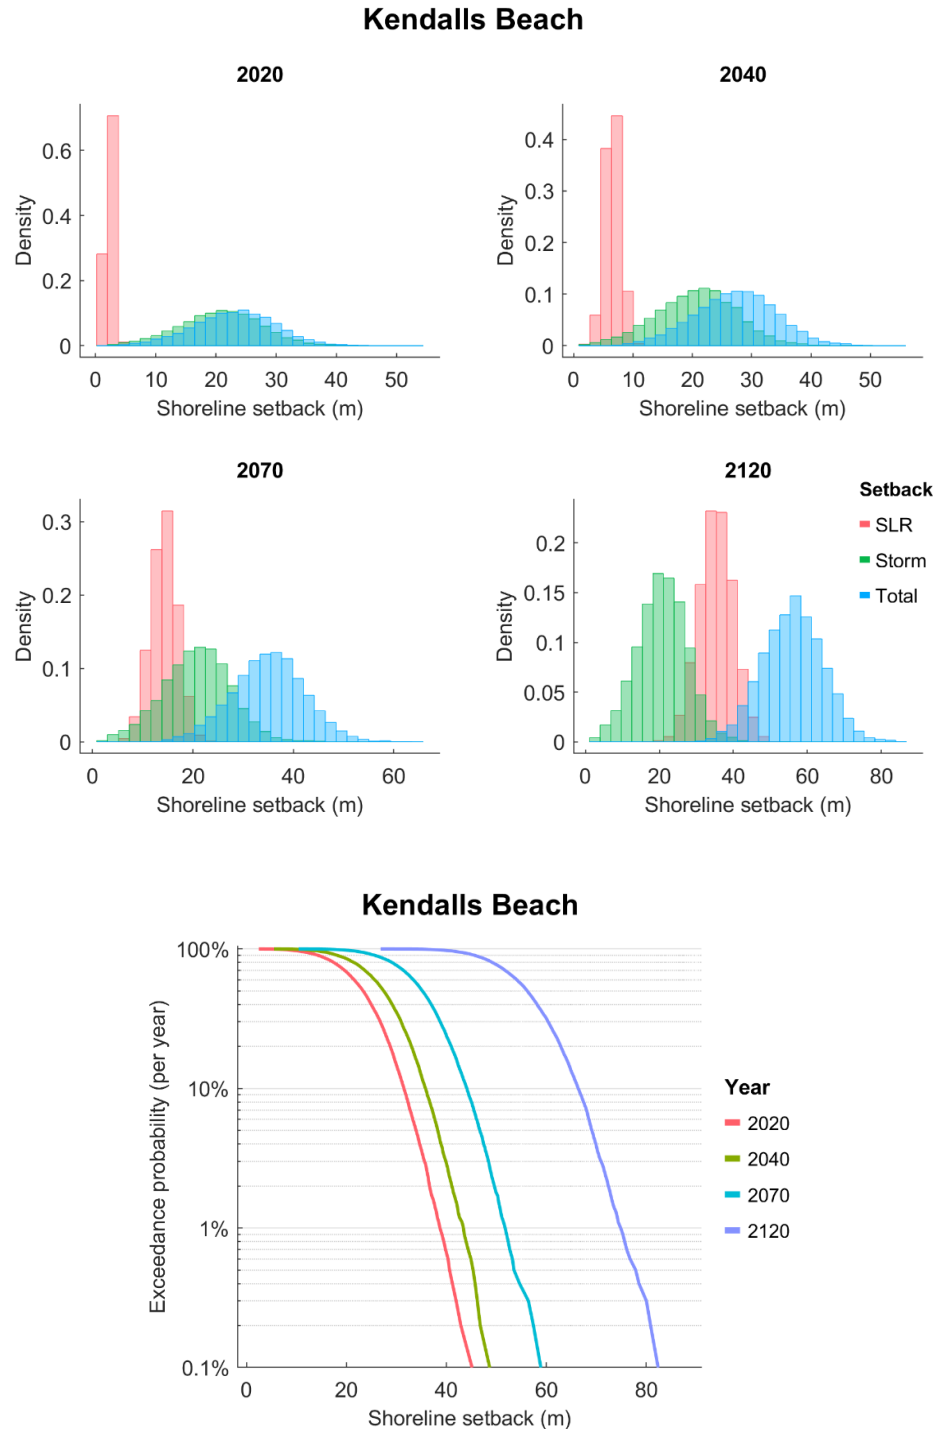 Kendalls Beach
2020
2040
0.6
0.4
0.2
0
Density
0 10 20 30 40 50
Shoreline setback (m)
0.4
0.3
0.2
0.1
0
Density
0 10 20 30 40 50
Shoreline setback (m)
2070
2120
0.3
0.2
0.1
0
Density
0 20 40 60
Shoreline setback (m)
0.2
0.15
0.1
0.05
0
Density
0 20 40 60 80
Shoreline setback (m)
Setback
SLR
Storm
Total
Kendalls Beach
100%
10%
1%
0.1%
Exceedance probability (per year)
0 20 40 60 80
Shoreline setback (m)
Year
2020
2040
2070
2120